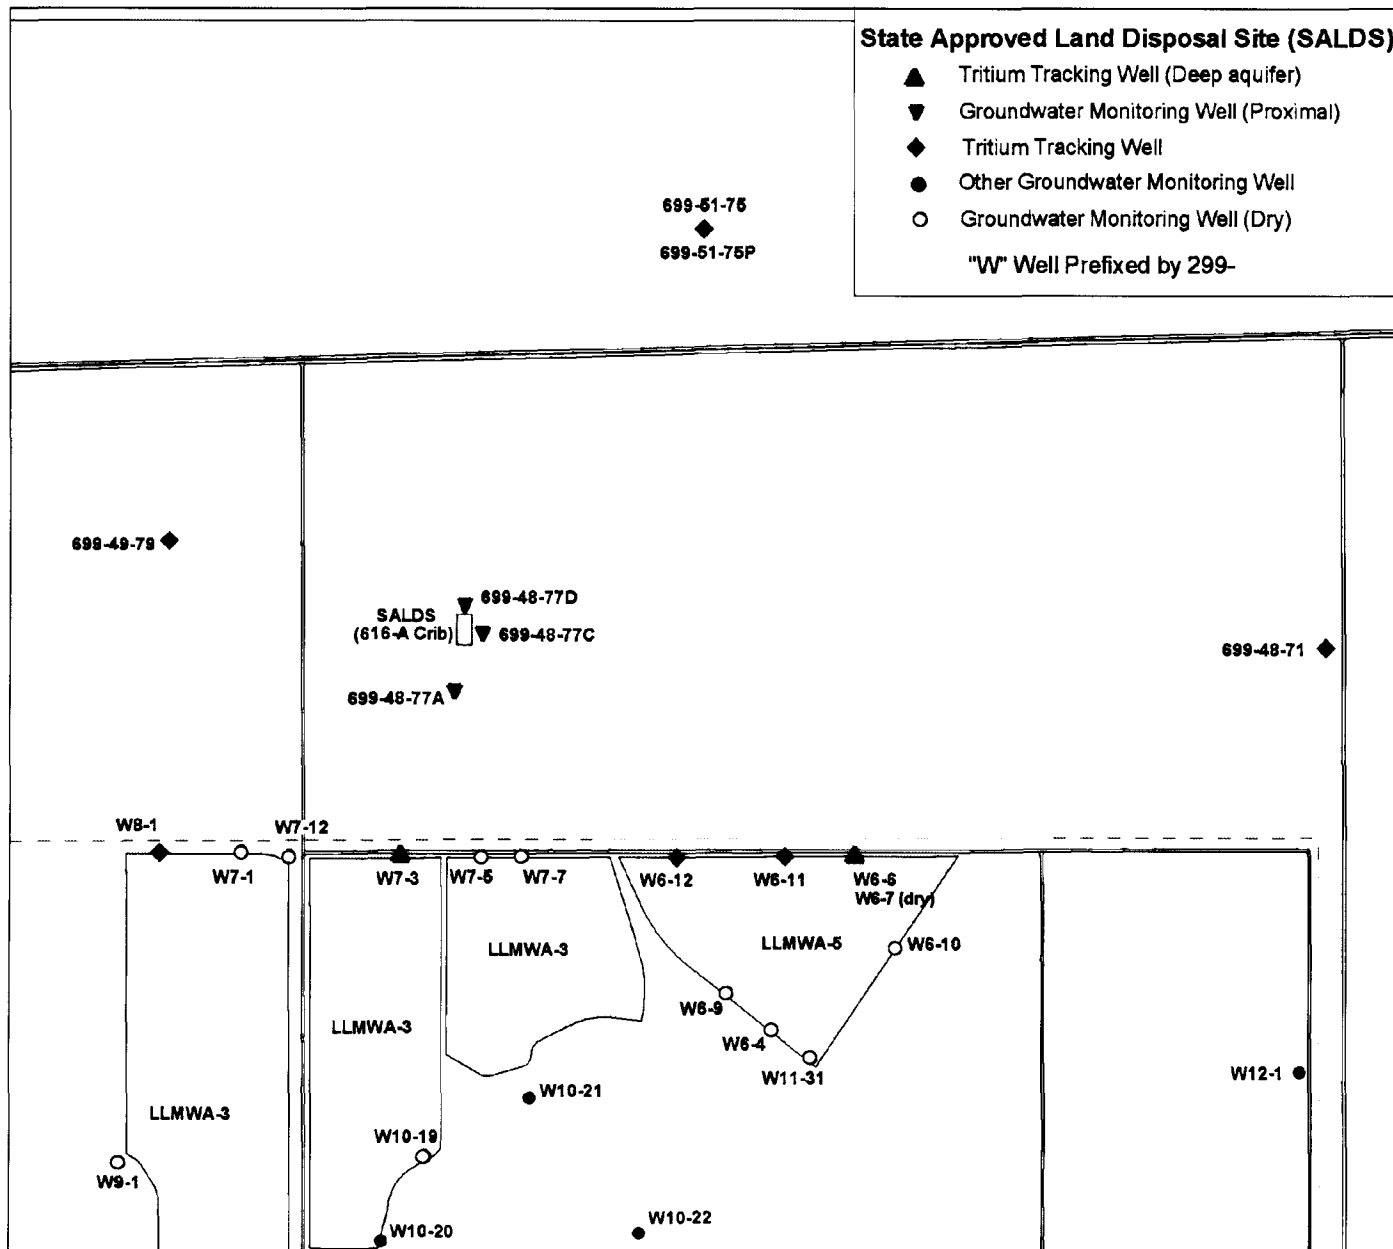 State Approved Land Disposal Site (SALDS)
Tritium Tracking Well (Deep aquifer)
Groundwater Monitoring Well (Proximal)
Tritium Tracking Well
Other Groundwater Monitoring Well
Groundwater Monitoring Well (Dry)
"W" Well Prefixed by 299-
699-51-75
699-51-75P
699-49-79
699-48-77D
SALDS
(616-A Crib)
699-48-77C
699-48-71
699-48-77A
W8-1
W7-12
W7-1
W7-3
W7-5
W7-7
W6-12
W6-11
W6-6
W6-7 (dry)
LLMWA-3
LLMWA-5
W6-10
W6-9
LLMWA-3
W6-4
W11-31
W12-1
W10-21
LLMWA-3
W10-19
W9-1
W10-20
W10-22